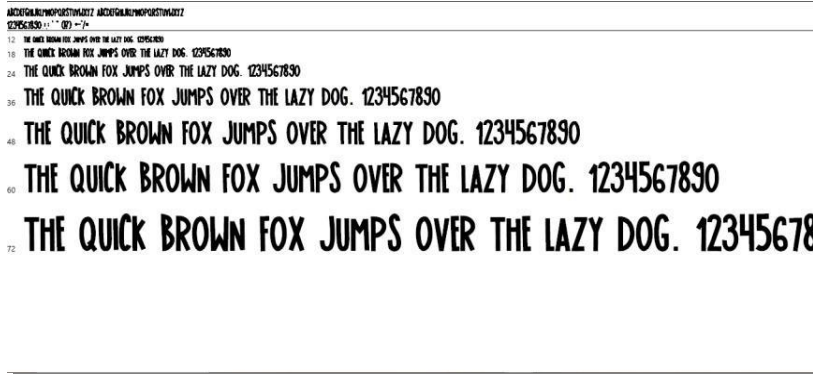 ABCDEFGHIJKLMNOPQRSTUVWXYZ ABCDEFGHIJKLMNOPQRSTUVWXYZ
1234567890
12 THE QUICK BROWN FOX JUMPS OVER THE LAZY DOG. 1234567890
18 THE QUICK BROWN FOX JUMPS OVER THE LAZY DOG. 1234567890
24 THE QUICK BROWN FOX JUMPS OVER THE LAZY DOG. 1234567890
36 THE QUICK BROWN FOX JUMPS OVER THE LAZY DOG. 1234567890
48 THE QUICK BROWN FOX JUMPS OVER THE LAZY DOG. 1234567890
60 THE QUICK BROWN FOX JUMPS OVER THE LAZY DOG. 1234567890
72 THE QUICK BROWN FOX JUMPS OVER THE LAZY DOG. 12345678